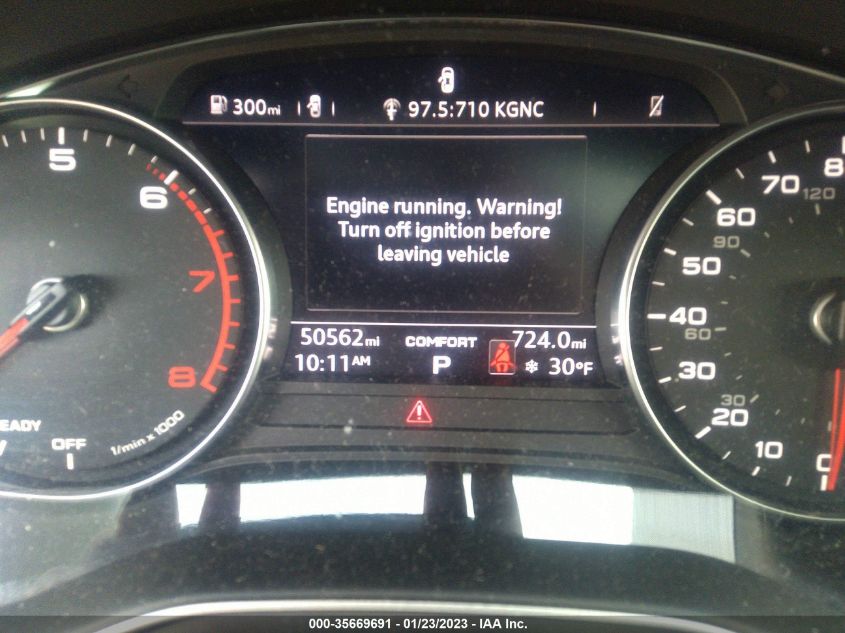 300mi
97.5:710 KGNC
Engine running. Warning!
Turn off ignition before
leaving vehicle
50562mi
COMFORT
724.0mi
10:11AM
P
30°F
5
6
7
8
EADY
OFF
1/min x 1000
0
10
20
30
40
50
60
70
8
30
60
90
120
000-35669691 - 01/23/2023 - IAA Inc.